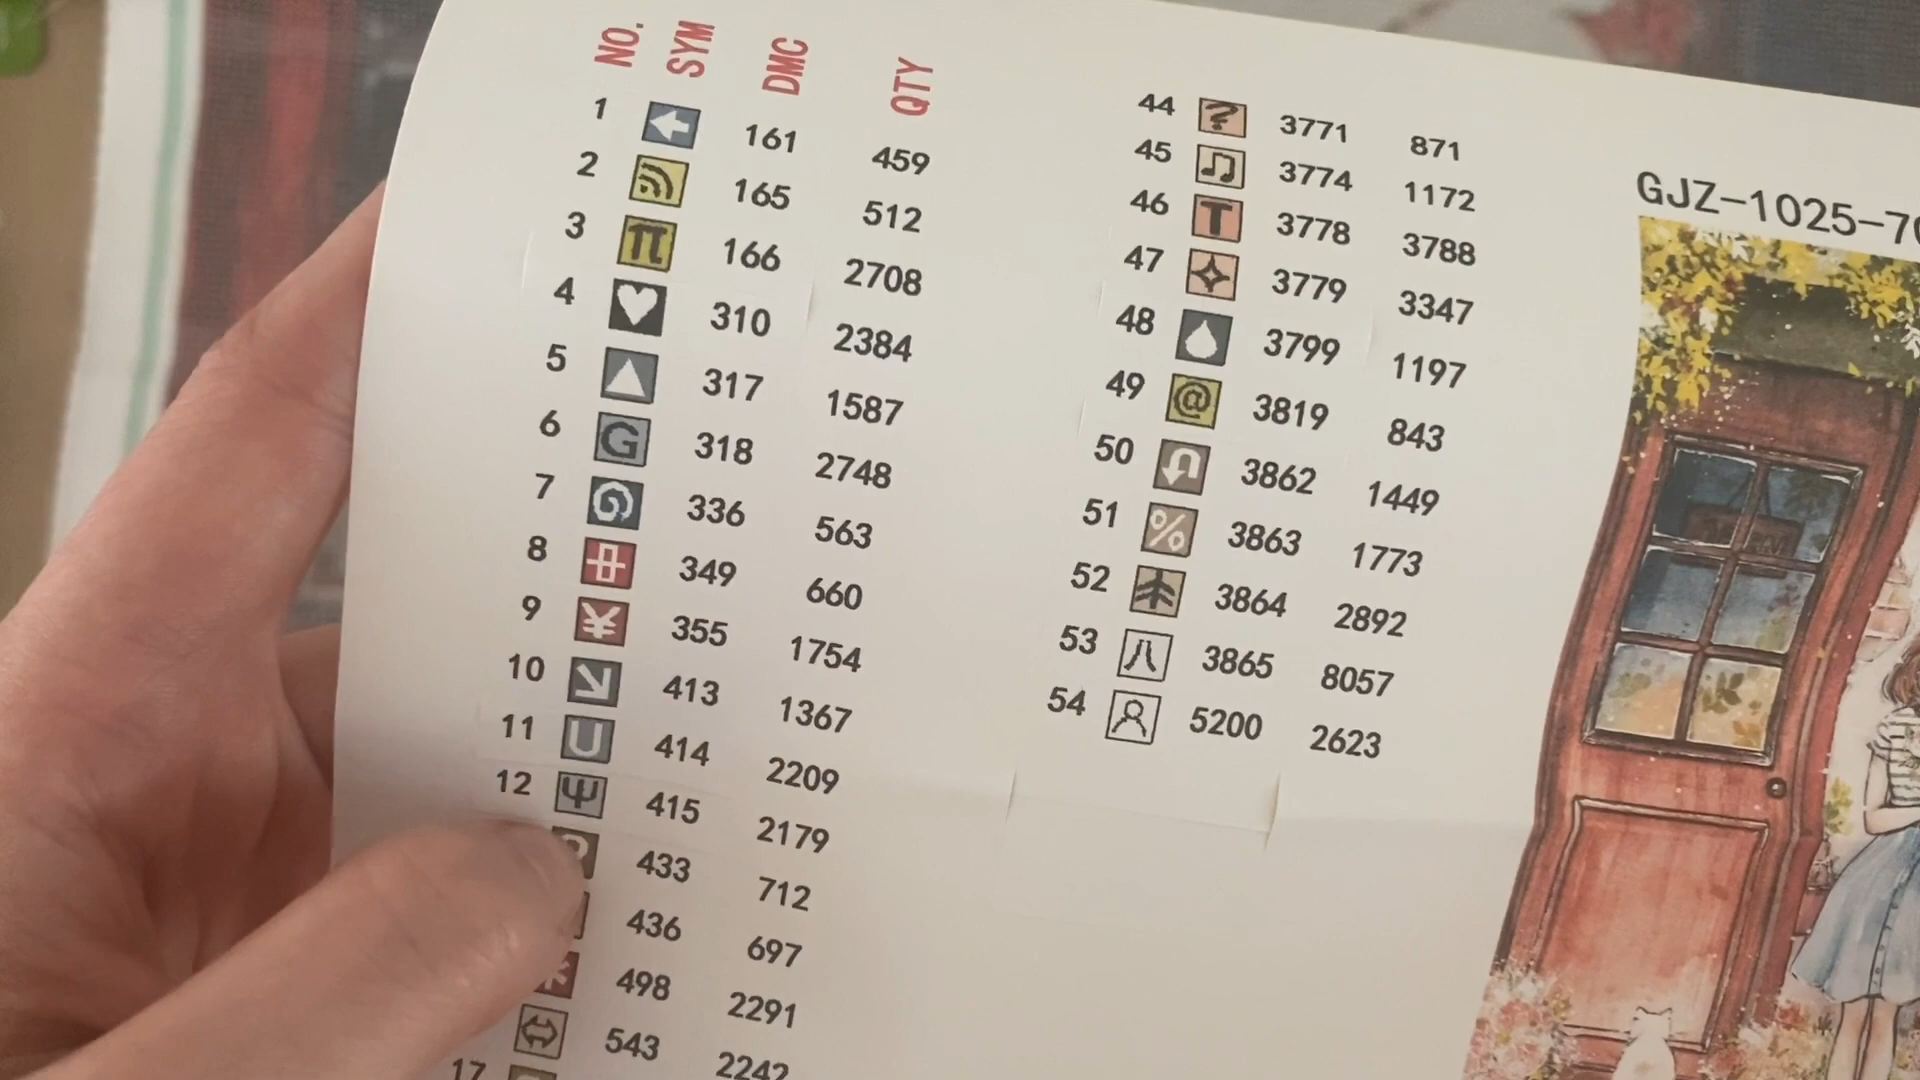 NO. SYM DMC QTY
1 161 459
2 165 512
3 π 166 2708
4 310 2384
5 317 1587
6 G 318 2748
7 336 563
8 349 660
9 ¥ 355 1754
10 413 1367
11 U 414 2209
12 Ψ 415 2179
433 712
436 697
498 2291
543 2242
17
44 ? 3771 871
45 ♫ 3774 1172
46 T 3778 3788
47 3779 3347
48 3799 1197
49 @ 3819 843
50 3862 1449
51 % 3863 1773
52 3864 2892
53 3865 8057
54 5200 2623
GJZ-1025-7